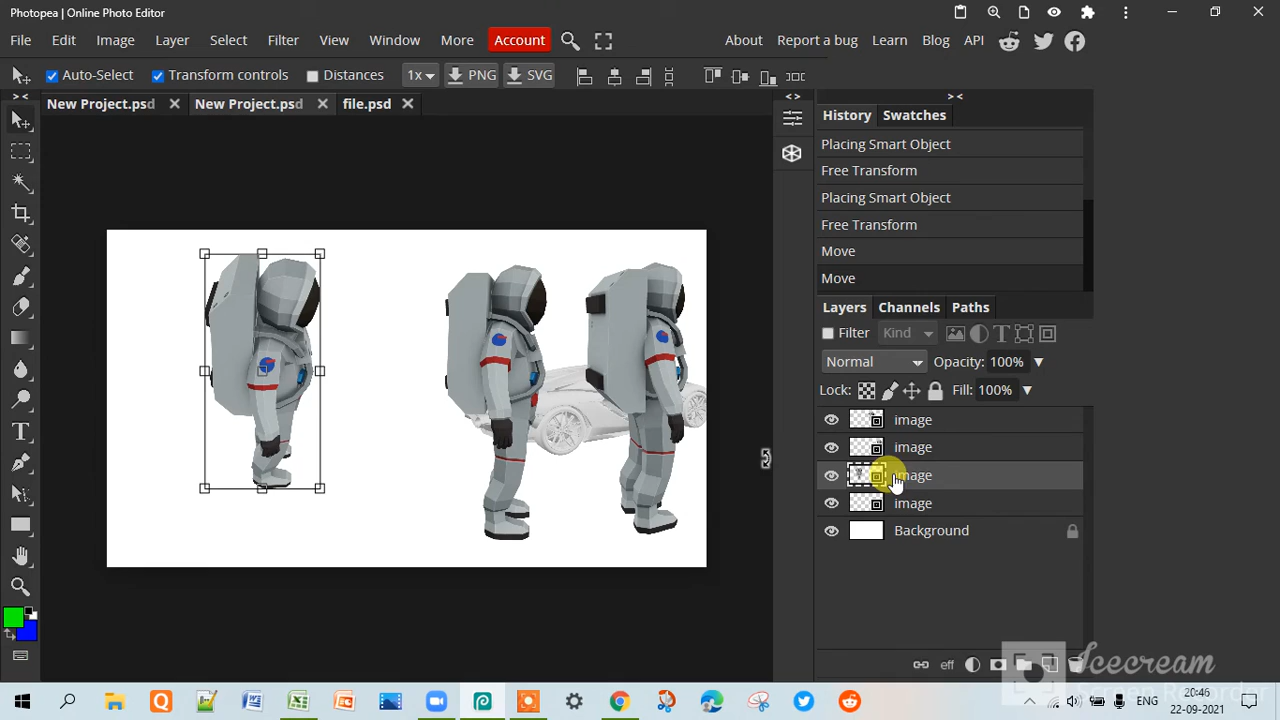 Photopea | Online Photo Editor
File Edit Image Layer Select Filter View Window More Account About Report a bug Learn Blog API
Auto-Select Transform controls Distances 1x PNG SVG
New Project.psd New Project.psd file.psd
History Swatches
Placing Smart Object
Free Transform
Placing Smart Object
Free Transform
Move
Move
Layers Channels Paths
Filter Kind
Normal Opacity: 100%
Lock: Fill: 100%
image
image
image
image
Background
eff
Icecream
Screen Recorder
ENG 20:46
22-09-2021